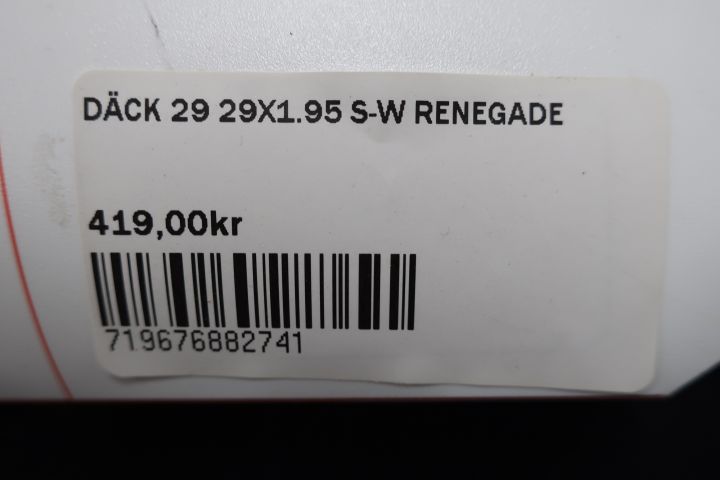 DÄCK 29 29X1.95 S-W RENEGADE
419,00kr
719676882741